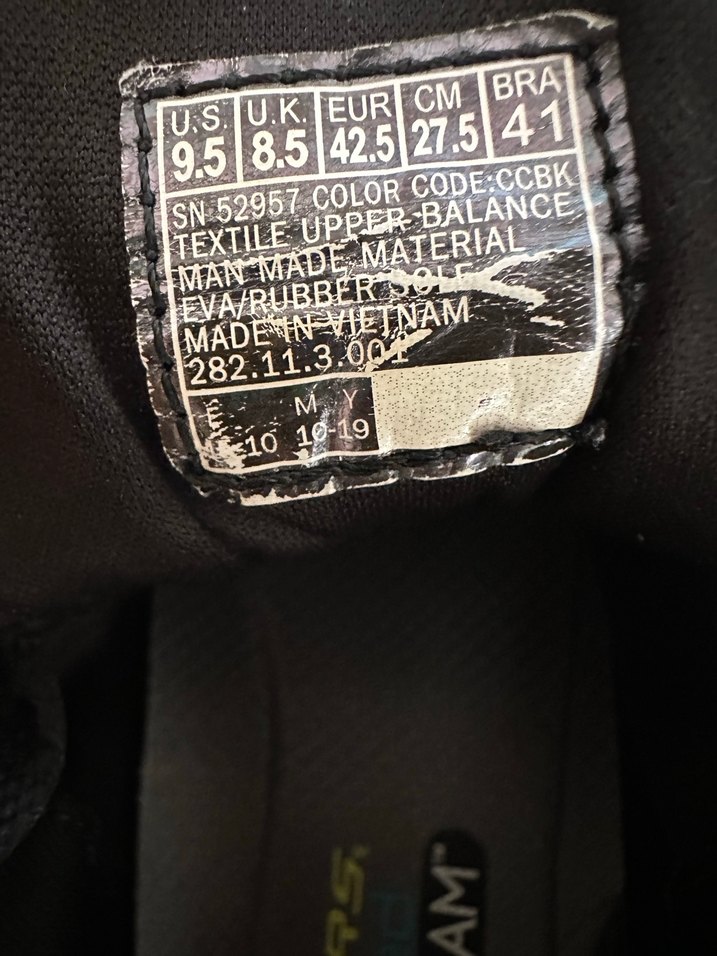 U.S. U.K. EUR CM BRA
9.5 8.5 42.5 27.5 41
SN 52957 COLOR CODE:CCBK
TEXTILE UPPER-BALANCE
MAN MADE MATERIAL
EVA/RUBBER SOLE
MADE IN VIETNAM
282.11.3.001
F M Y
10 10-19
AM™